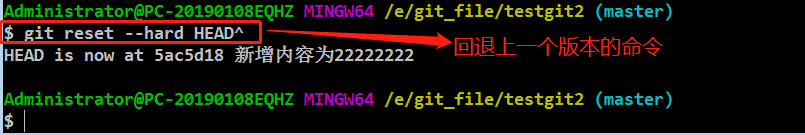 Administrator@PC-20190108EQHZ MINGW64 /e/git_file/testgit2 (master)
$ git reset --hard HEAD^
回退上一个版本的命令
HEAD is now at 5ac5d18 新增内容为22222222
Administrator@PC-20190108EQHZ MINGW64 /e/git_file/testgit2 (master)
$